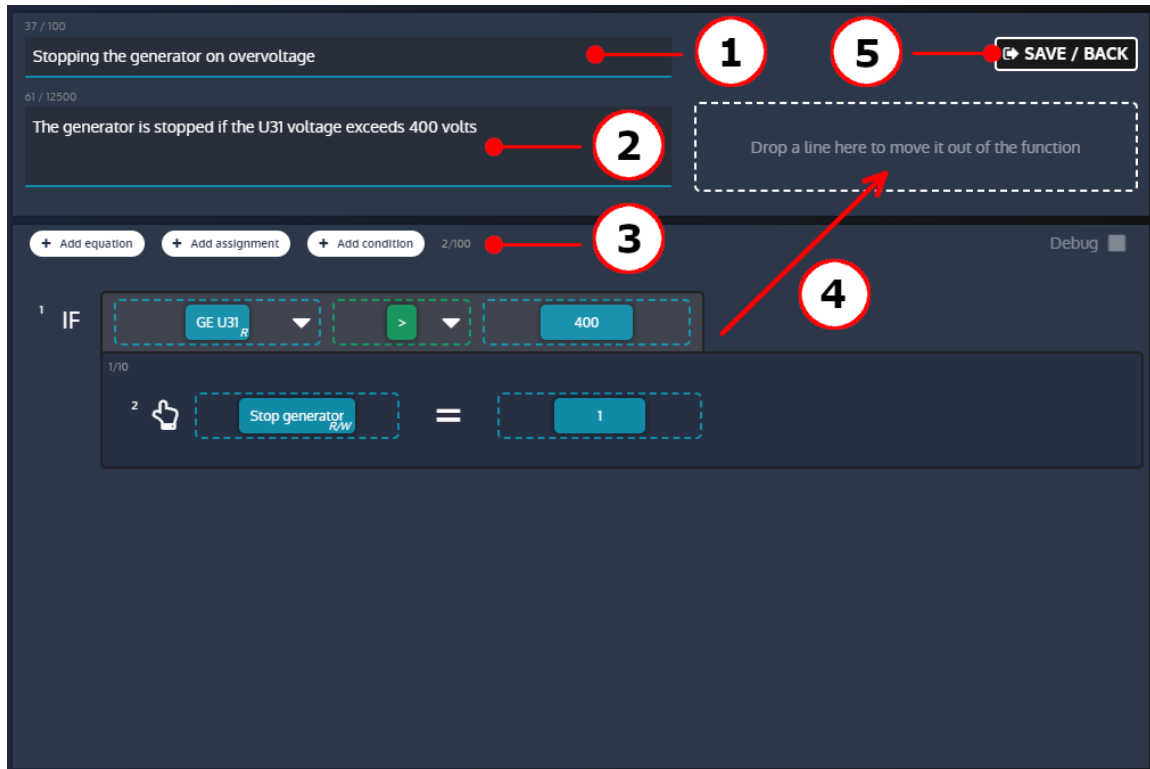 37 / 100
Stopping the generator on overvoltage
1
5
SAVE / BACK
61 / 12500
The generator is stopped if the U31 voltage exceeds 400 volts
2
Drop a line here to move it out of the function
+ Add equation + Add assignment + Add condition 2/100
3
Debug
4
1 IF GE U31 R > 400
1/10
2 Stop generator R/W = 1